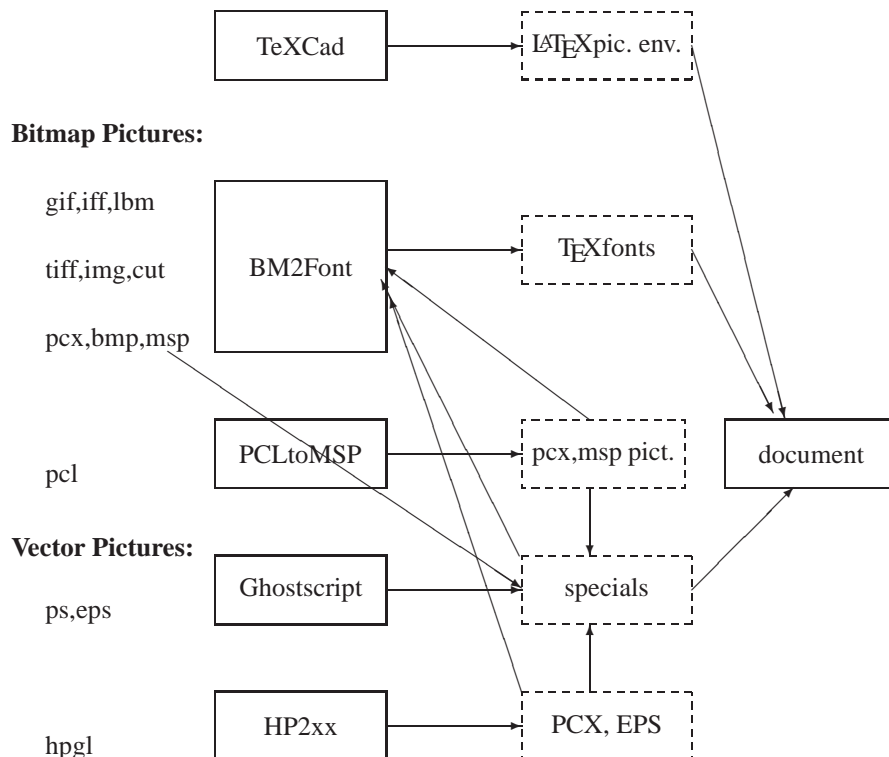 TeXCad
LATEXpic. env.
Bitmap Pictures:
gif,iff,lbm
BM2Font
TEXfonts
tiff,img,cut
pcx,bmp,msp
PCLtoMSP
pcx,msp pict.
document
pcl
Vector Pictures:
Ghostscript
specials
ps,eps
HP2xx
PCX, EPS
hpgl